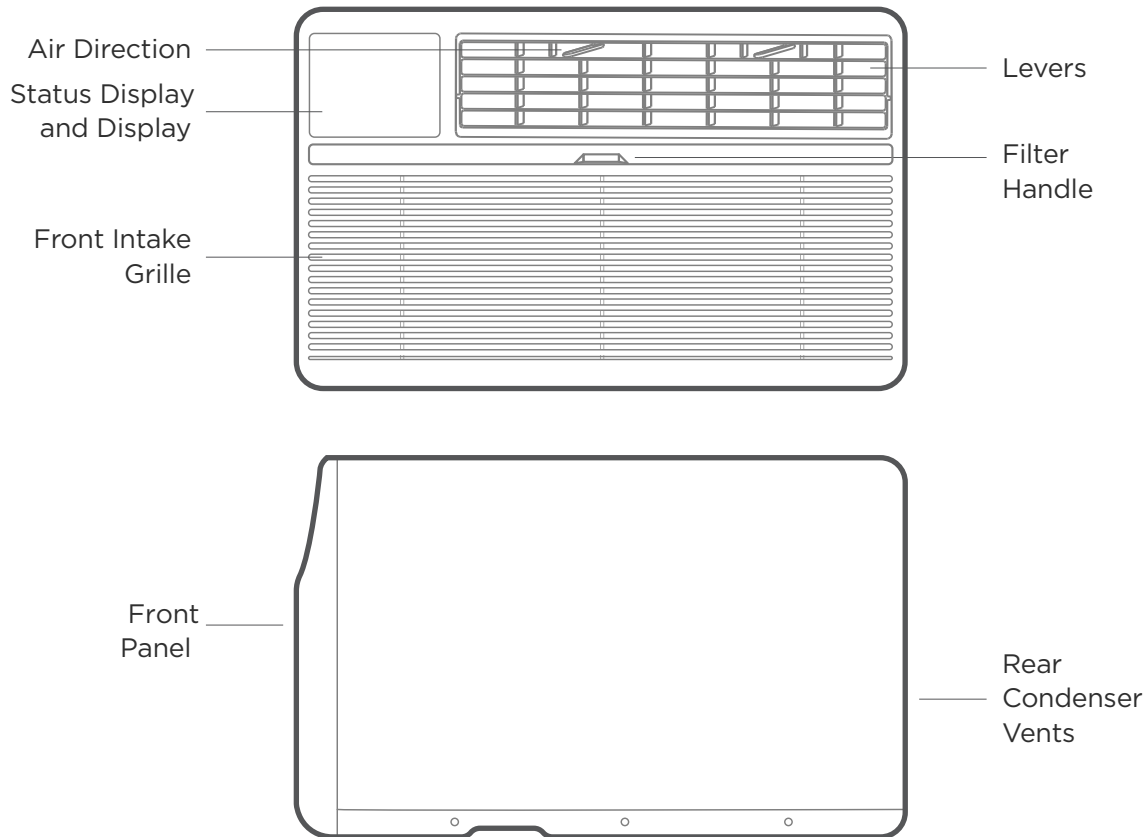 Air Direction
Status Display
and Display
Levers
Filter
Handle
Front Intake
Grille
Front
Panel
Rear
Condenser
Vents